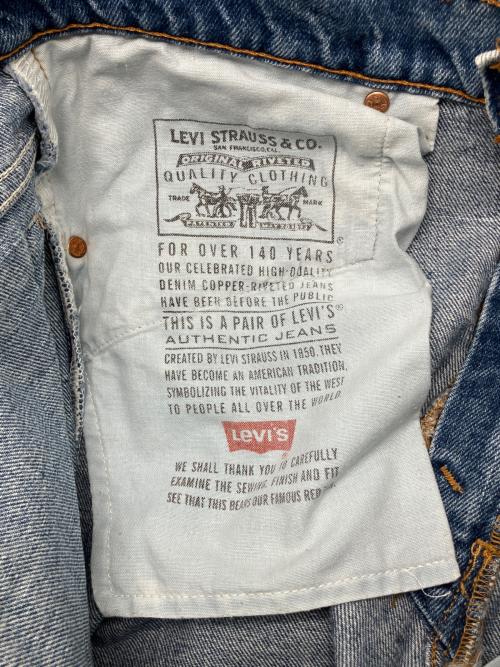 LEVI STRAUSS & CO.
SAN FRANCISCO, CAL.
ORIGINAL RIVETED
QUALITY CLOTHING
TRADE MARK
PATENTED MAY 20 1873
®
FOR OVER 140 YEARS
OUR CELEBRATED HIGH-QUALITY
DENIM COPPER-RIVETED JEANS
HAVE BEEN BEFORE THE PUBLIC
THIS IS A PAIR OF LEVI'S®
AUTHENTIC JEANS
CREATED BY LEVI STRAUSS IN 1850. THEY
HAVE BECOME AN AMERICAN TRADITION,
SYMBOLIZING THE VITALITY OF THE WEST
TO PEOPLE ALL OVER THE WORLD.
LEVI'S
®
WE SHALL THANK YOU TO CAREFULLY
EXAMINE THE SEWING, FINISH AND FIT
SEE THAT THIS BEARS OUR FAMOUS RED